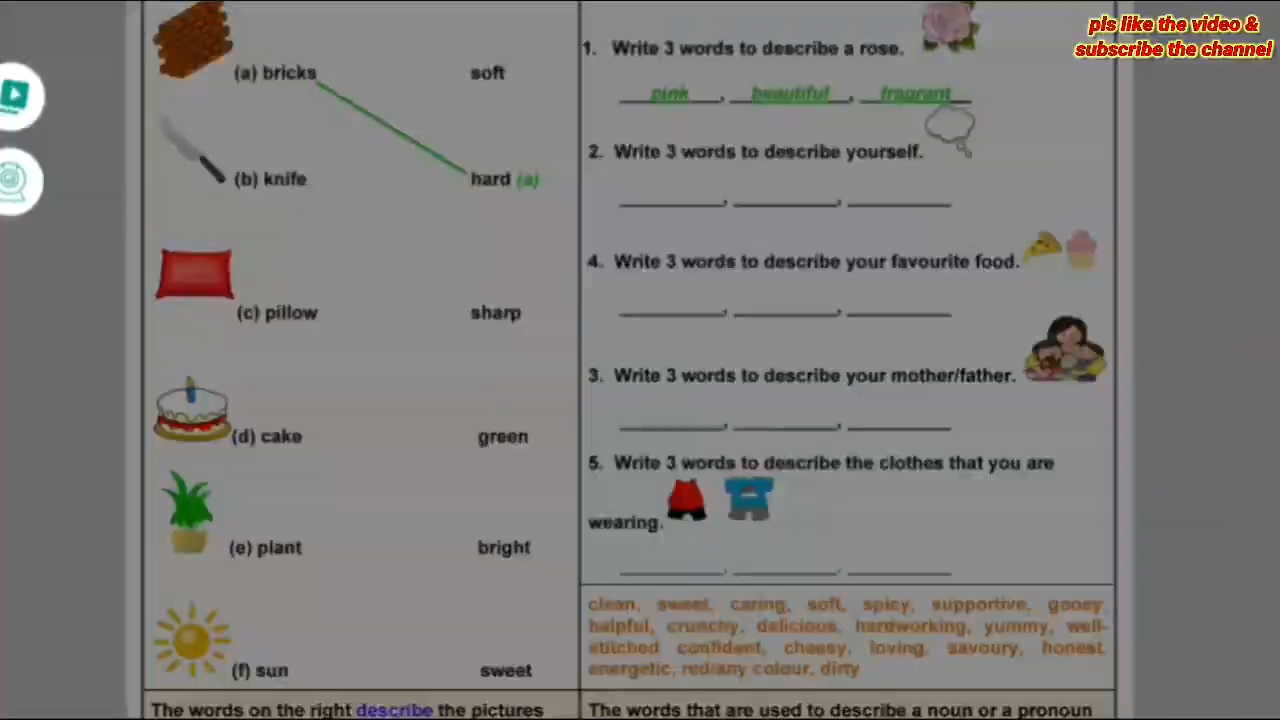 pls like the video &
subscribe the channel
(a) bricks soft
(b) knife hard (a)
(c) pillow sharp
(d) cake green
(e) plant bright
(f) sun sweet
The words on the right describe the pictures
1. Write 3 words to describe a rose.
pink, beautiful, fragrant
2. Write 3 words to describe yourself.
4. Write 3 words to describe your favourite food.
3. Write 3 words to describe your mother/father.
5. Write 3 words to describe the clothes that you are
wearing.
clean, sweet, caring, soft, spicy, supportive, gooey,
helpful, crunchy, delicious, hardworking, yummy, well-
stitched confident, cheesy, loving, savoury, honest,
energetic, red/any colour, dirty
The words that are used to describe a noun or a pronoun